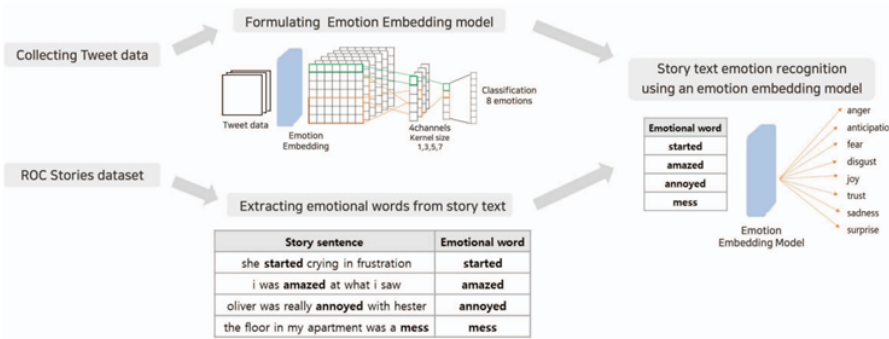 Collecting Tweet data
Formulating Emotion Embedding model
Tweet data
Emotion
Embedding
4channels
Kernel size
1,3,5,7
Classification
8 emotions
ROC Stories dataset
Extracting emotional words from story text
Story sentence Emotional word
she started crying in frustration started
i was amazed at what i saw amazed
oliver was really annoyed with hester annoyed
the floor in my apartment was a mess mess
Story text emotion recognition
using an emotion embedding model
Emotional word
started
amazed
annoyed
mess
Emotion
Embedding Model
anger
anticipatio
fear
disgust
joy
trust
sadness
surprise